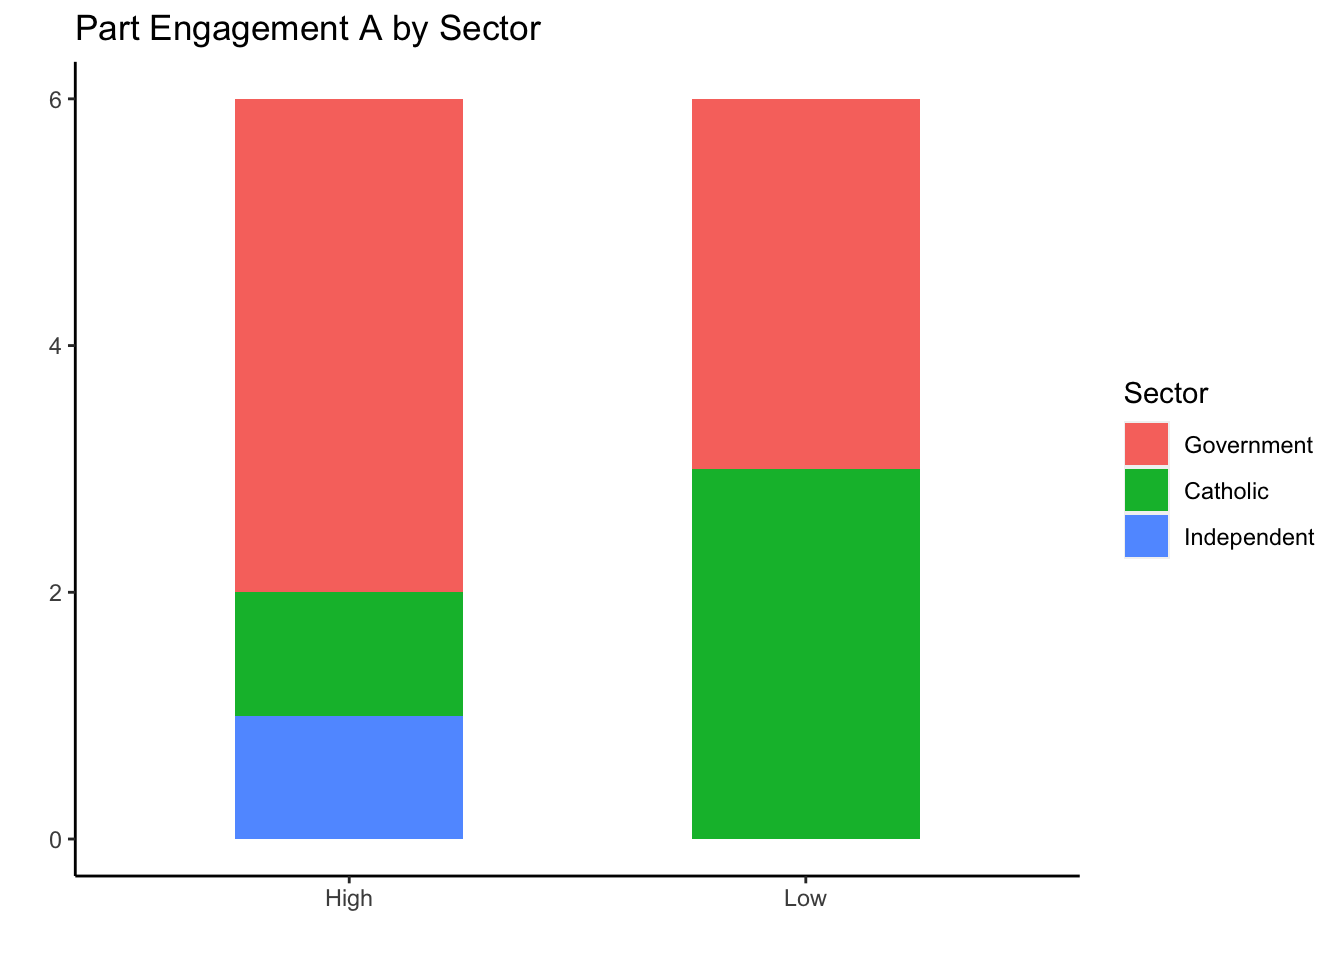 Part Engagement A by Sector
6
4
2
0
High
Low
Sector
Government
Catholic
Independent